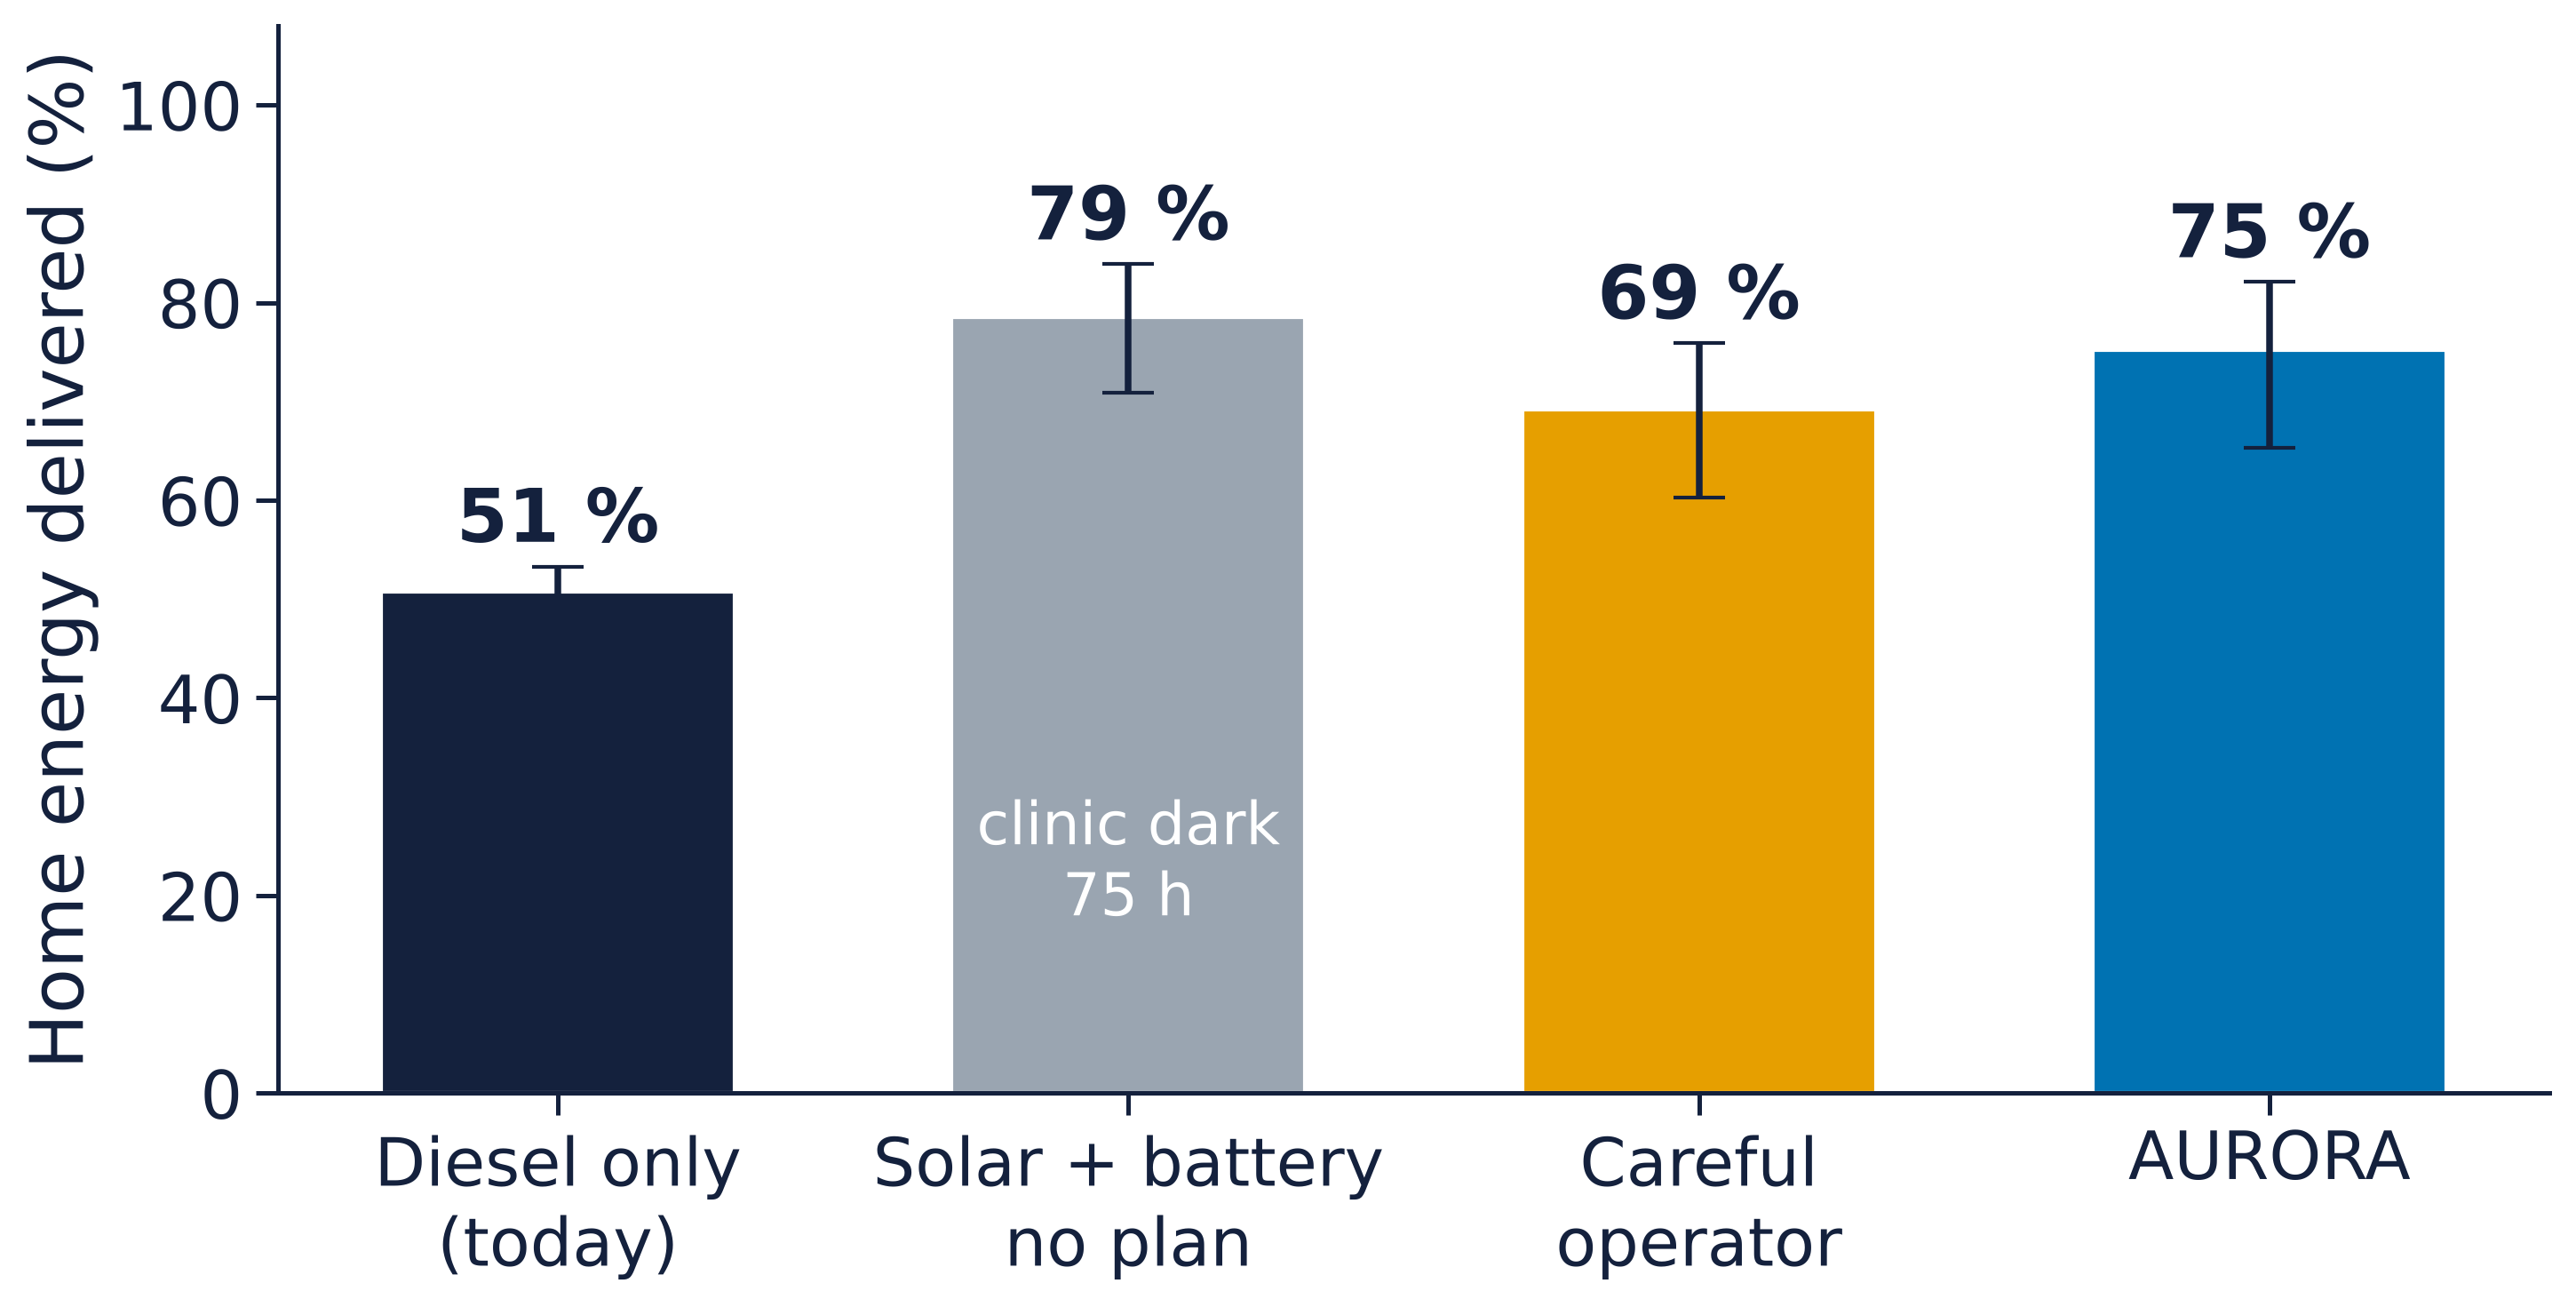 Home energy delivered (%)
100
80
60
40
20
0
51 %
79 %
69 %
75 %
clinic dark
75 h
Diesel only
(today)
Solar + battery
no plan
Careful
operator
AURORA